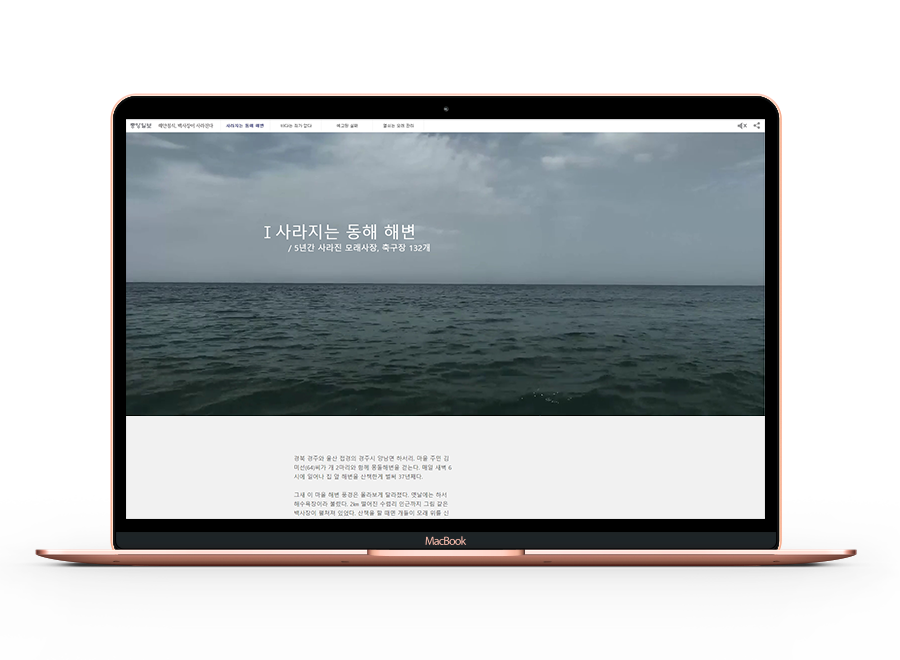 중앙일보 해안침식, 백사장이 사라진다 사라지는 동해 해변
I 사라지는 동해 해변
/ 5년간 사라진 모래사장, 축구장 132개
경북 경주와 울산 접경의 경주시 양남면 하서리. 마을 주민 김
미선(64)씨가 개 2마리와 함께 몽돌해변을 걷는다. 매일 새벽 6
시에 일어나 집 앞 해변을 산책한게 벌써 37년째다.
그새 이 마을 해변 풍경은 몰라보게 달라졌다. 옛날에는 하서
해수욕장이라 불렸다. 2km 떨어진 수렴리 인근까지 그림 같은
백사장이 펼쳐져 있었다. 산책을 할 때면 개들이 모래 위를 신
MacBook